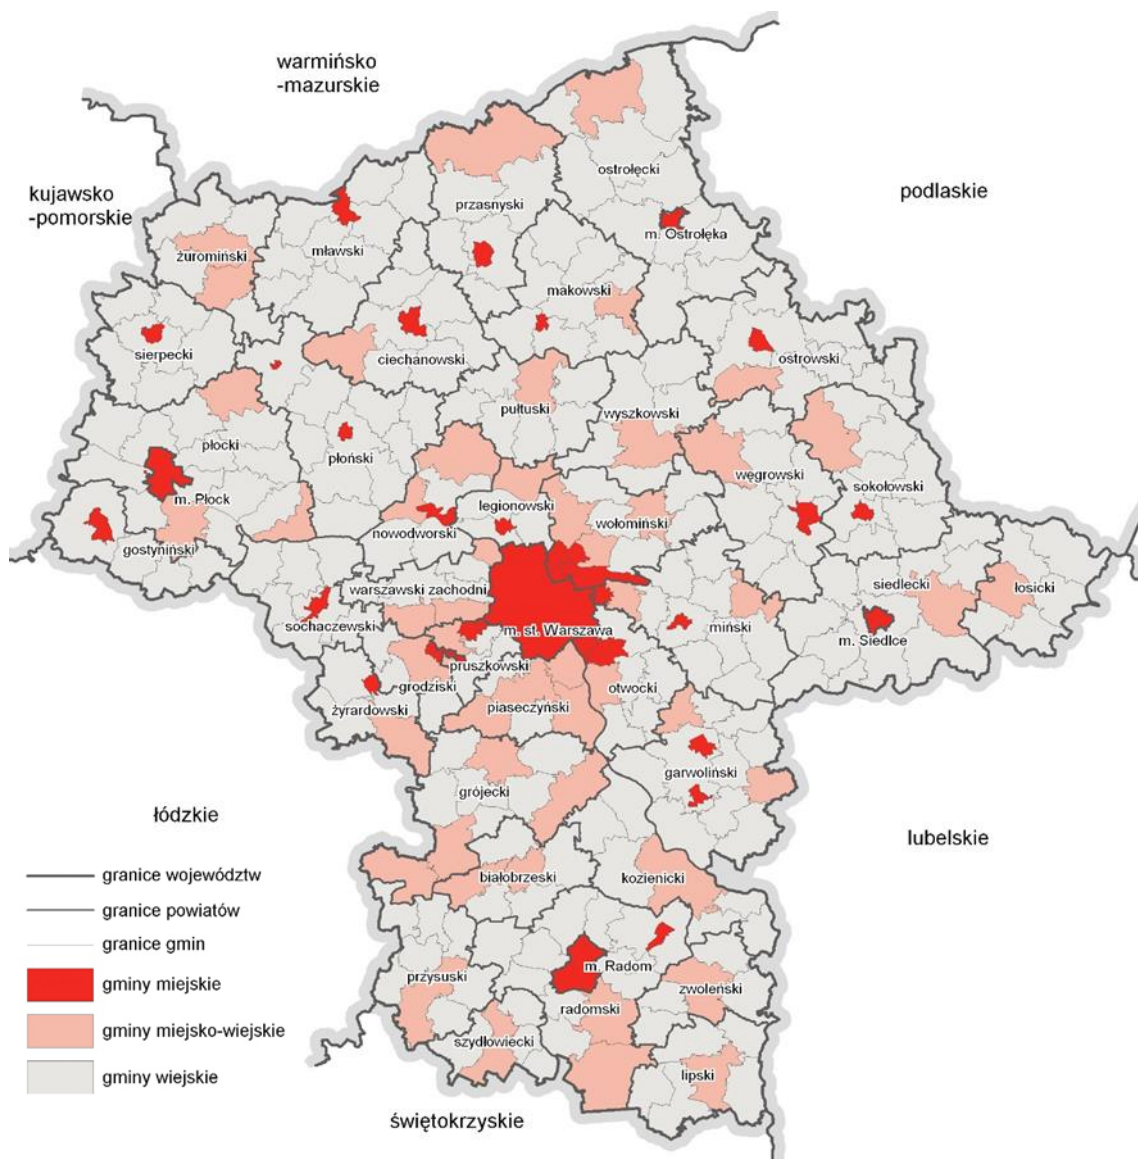 warmińsko
-mazurskie
kujawsko
-pomorskie
podlaskie
ostrołęcki
przasnyski
m. Ostrołęka
żuromiński
mławski
makowski
sierpecki
ciechanowski
ostrowski
pułtuski
wyszkowski
płocki
płoński
węgrowski
sokołowski
m. Płock
legionowski
wołomiński
nowodworski
gostyniński
warszawski zachodni
siedlecki
łosicki
sochaczewski
m. st. Warszawa
miński
m. Siedlce
pruszkowski
grodziski
otwocki
żyrardowski
piaseczyński
garwoliński
grójecki
łódzkie
lubelskie
białobrzeski
kozienicki
granice województw
granice powiatów
granice gmin
gminy miejskie
gminy miejsko-wiejskie
gminy wiejskie
m. Radom
przysuski
zwoleński
radomski
szydłowiecki
lipski
świętokrzyskie